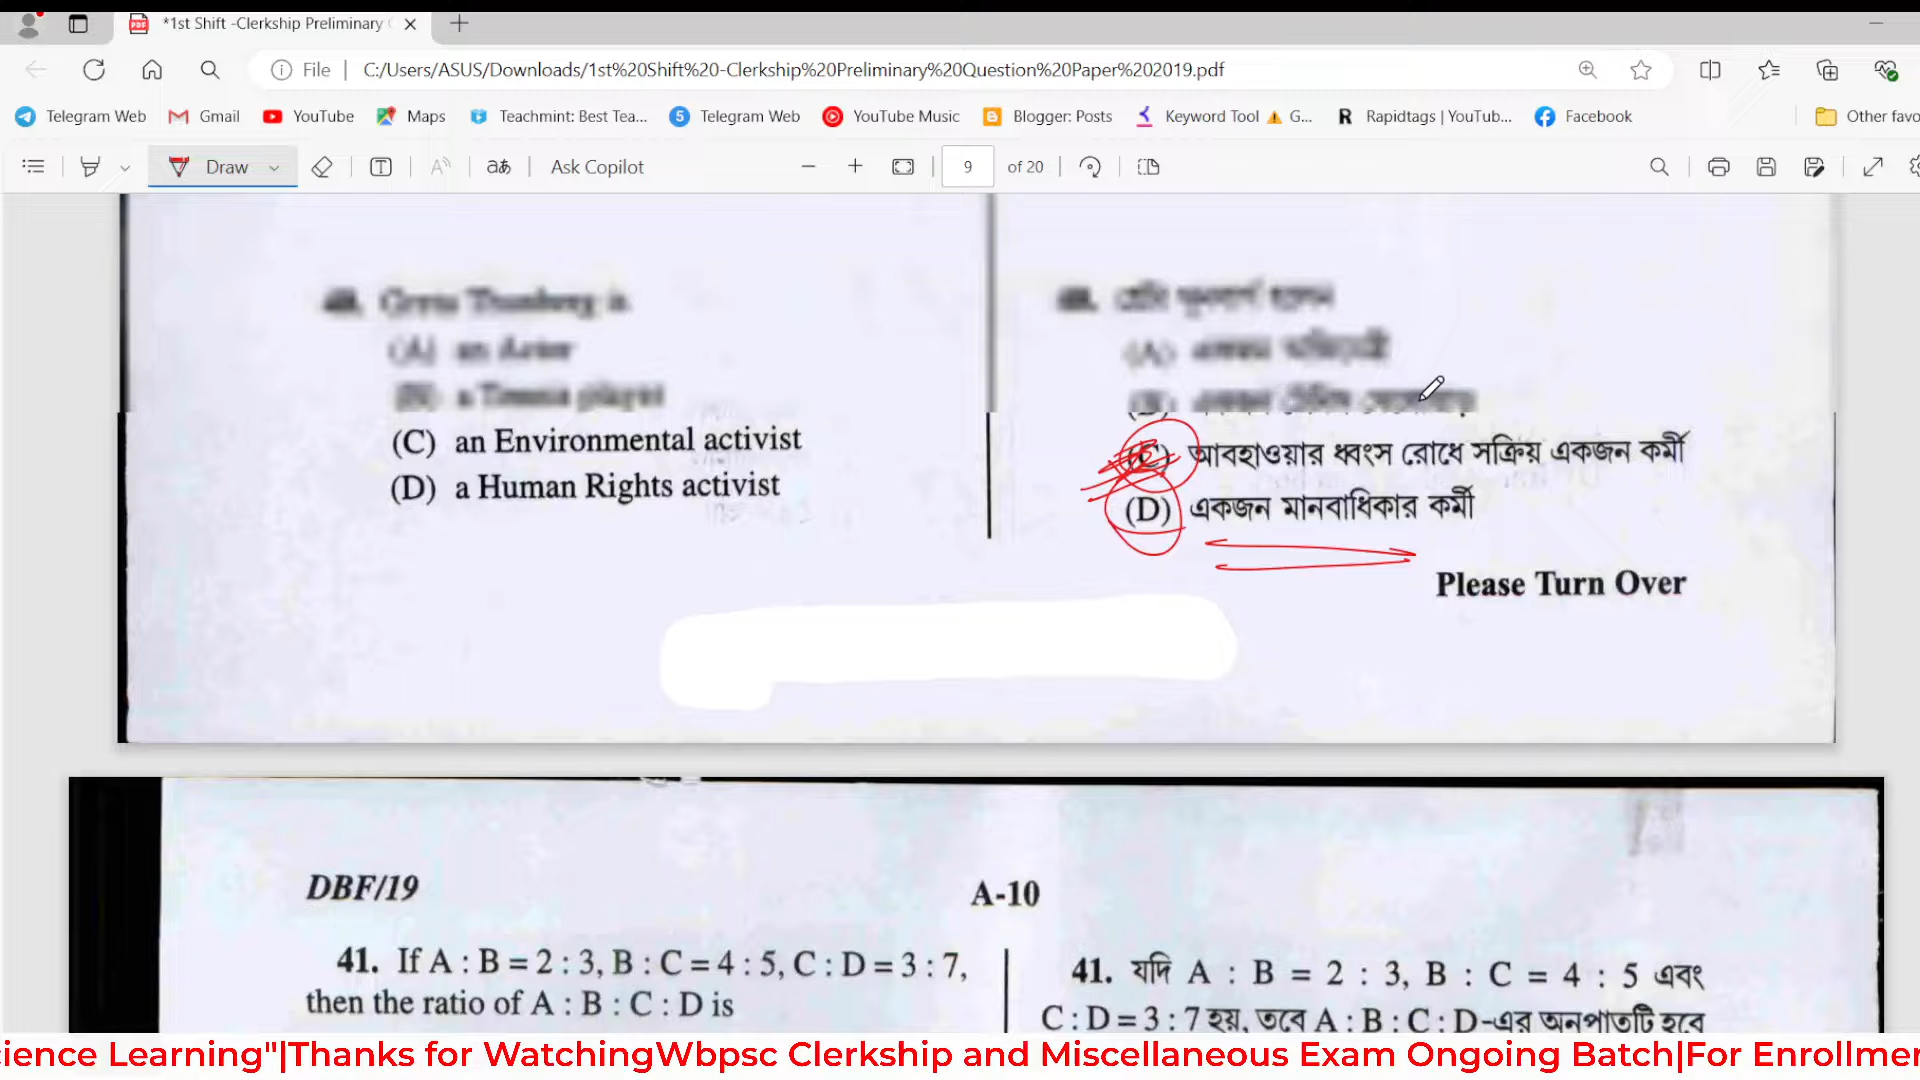 *1st Shift -Clerkship Preliminary
File | C:/Users/ASUS/Downloads/1st%20Shift%20-Clerkship%20Preliminary%20Question%20Paper%202019.pdf
Telegram Web Gmail YouTube Maps Teachmint: Best Tea... Telegram Web YouTube Music Blogger: Posts Keyword Tool G... Rapidtags | YouTub... Facebook Other favo
Draw Ask Copilot 9 of 20
(C) an Environmental activist
(D) a Human Rights activist
(C) আবহাওয়ার ধ্বংস রোধে সক্রিয় একজন কর্মী
(D) একজন মানবাধিকার কর্মী
Please Turn Over
DBF/19
A-10
41. If A : B = 2 : 3, B : C = 4 : 5, C : D = 3 : 7,
then the ratio of A : B : C : D is
41. যদি A : B = 2 : 3, B : C = 4 : 5 এবং
C : D = 3 : 7 হয়, তবে A : B : C : D-এর অনুপাতটি হবে
cience Learning"|Thanks for WatchingWbpsc Clerkship and Miscellaneous Exam Ongoing Batch|For Enrollmer